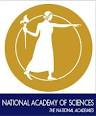 NATIONAL ACADEMY OF SCIENCES
THE NATIONAL ACADEMIES